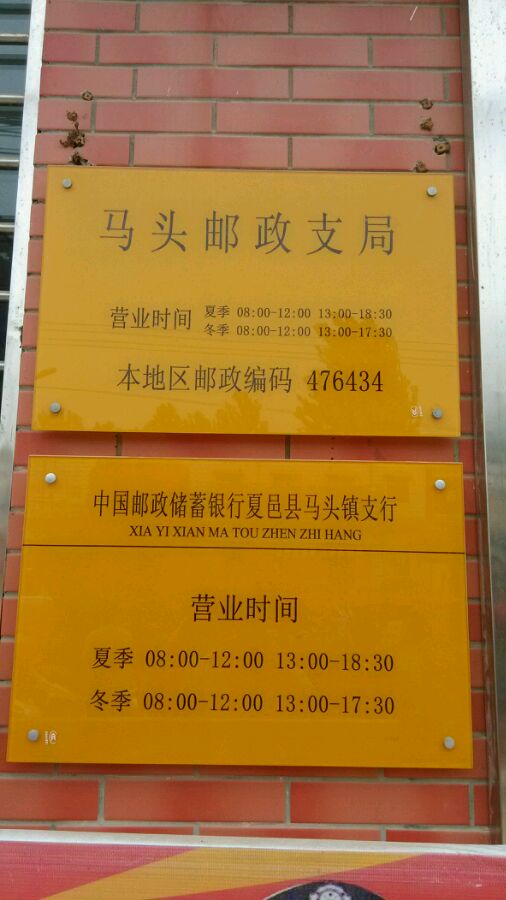 马头邮政支局
营业时间 夏季 08:00-12:00 13:00-18:30
冬季 08:00-12:00 13:00-17:30
本地区邮政编码 476434
中国邮政储蓄银行夏邑县马头镇支行
XIA YI XIAN MA TOU ZHEN ZHI HANG
营业时间
夏季 08:00-12:00 13:00-18:30
冬季 08:00-12:00 13:00-17:30